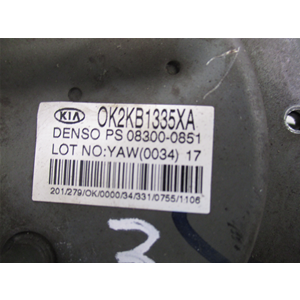 KIA
OK2KB1335XA
DENSO PS 08300-0851
LOT NO:YAW(0034) 17
201/279/OK/0000/34/331/0755/1106
3